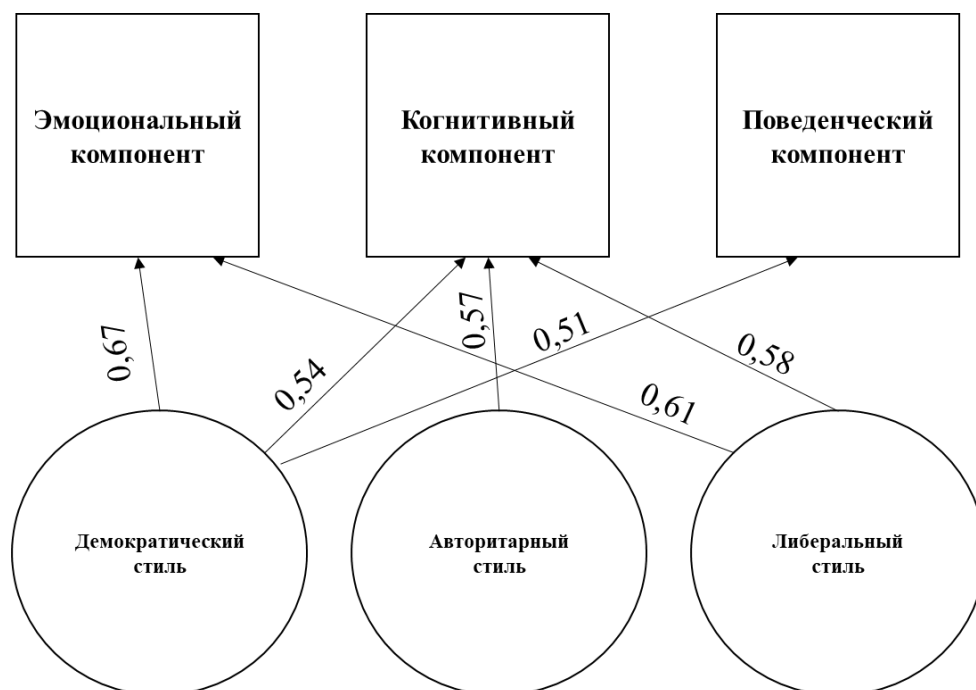 Эмоциональный
компонент
Когнитивный
компонент
Поведенческий
компонент
0,67
0,54
0,57
0,51
0,61
0,58
Демократический
стиль
Авторитарный
стиль
Либеральный
стиль